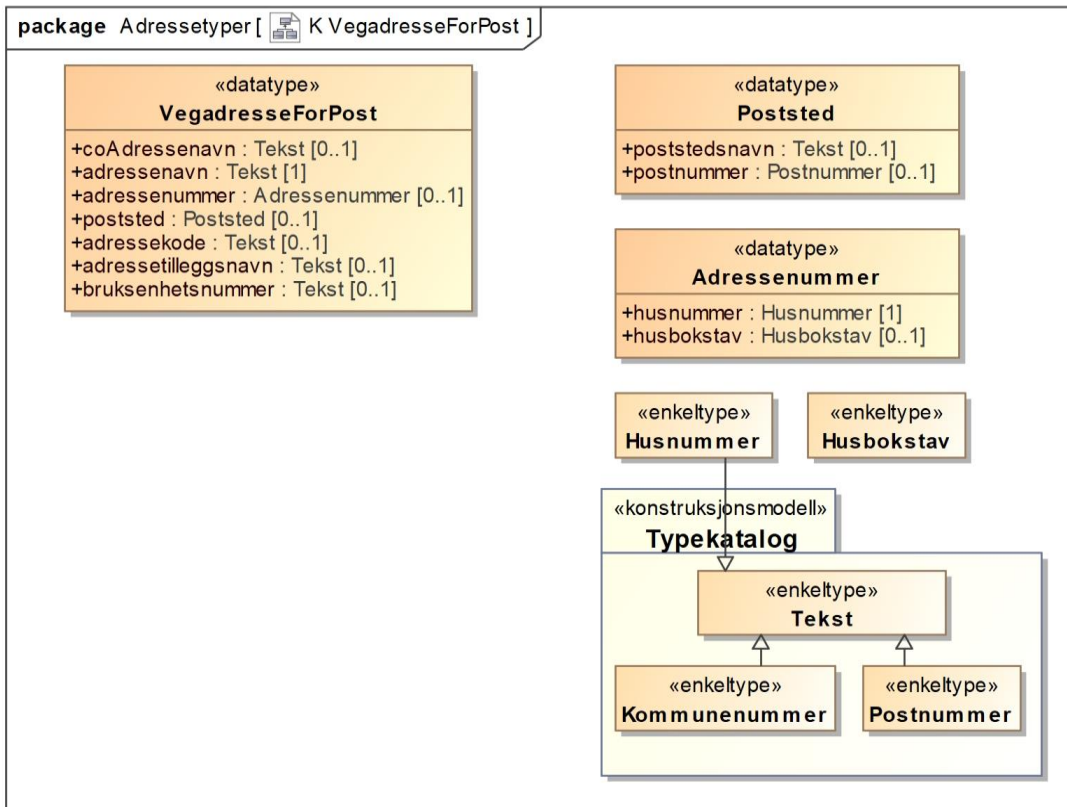 package Adressetyper [ K VegadresseForPost ]
«datatype»
VegadresseForPost
+coAdressenavn : Tekst [0..1]
+adressenavn : Tekst [1]
+adressenummer : Adressenummer [0..1]
+poststed : Poststed [0..1]
+adressekode : Tekst [0..1]
+adressetilleggsnavn : Tekst [0..1]
+bruksenhetsnummer : Tekst [0..1]
«datatype»
Poststed
+poststedsnavn : Tekst [0..1]
+postnummer : Postnummer [0..1]
«datatype»
Adressenummer
+husnummer : Husnummer [1]
+husbokstav : Husbokstav [0..1]
«enkeltype»
Husnummer
«enkeltype»
Husbokstav
«konstruksjonsmodell»
Typekatalog
«enkeltype»
Tekst
«enkeltype»
Kommunenummer
«enkeltype»
Postnummer